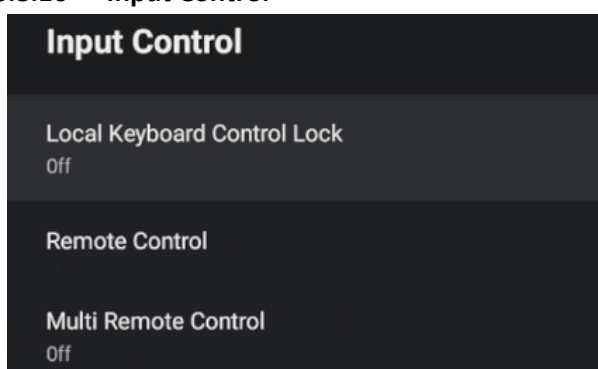 Input Control
Local Keyboard Control Lock
Off
Remote Control
Multi Remote Control
Off